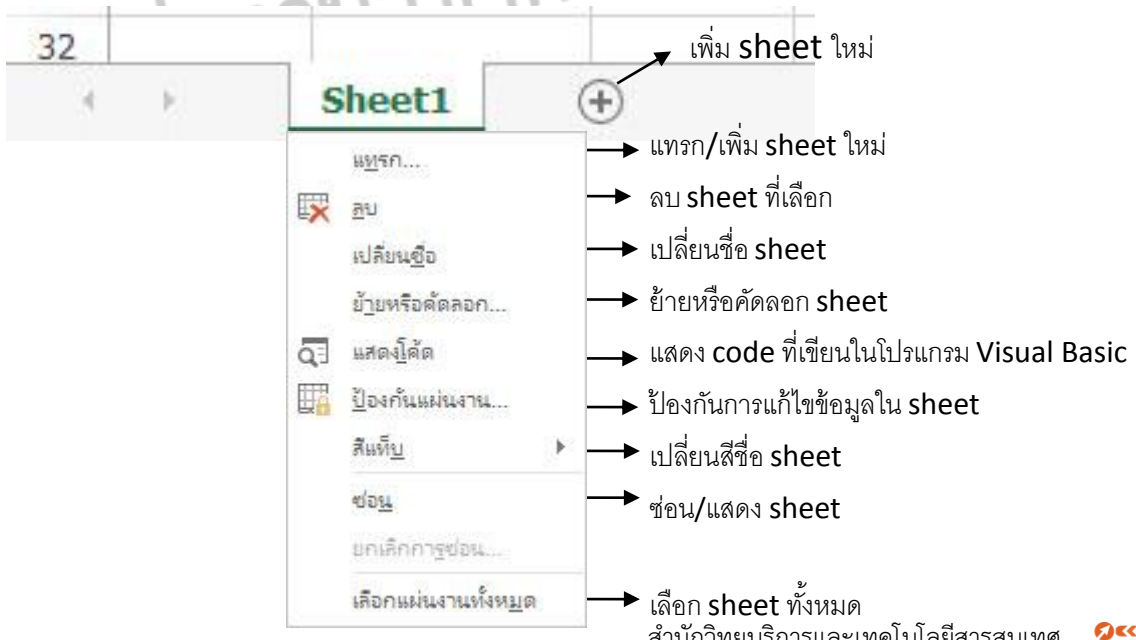 32
เพิ่ม sheet ใหม่
Sheet1
แทรก... แทรก/เพิ่ม sheet ใหม่
ลบ ลบ sheet ที่เลือก
เปลี่ยนชื่อ เปลี่ยนชื่อ sheet
ย้ายหรือคัดลอก... ย้ายหรือคัดลอก sheet
แสดงโค้ด แสดง code ที่เขียนในโปรแกรม Visual Basic
ป้องกันแผ่นงาน... ป้องกันการแก้ไขข้อมูลใน sheet
สีแท็บ เปลี่ยนสีชื่อ sheet
ซ่อน ซ่อน/แสดง sheet
ยกเลิกการซ่อน...
เลือกแผ่นงานทั้งหมด เลือก sheet ทั้งหมด
สำนักวิทยบริการและเทคโนโลยีสารสนเทศ